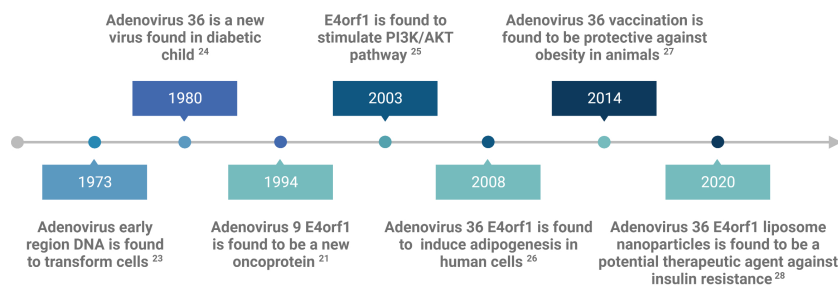 Adenovirus 36 is a new
virus found in diabetic
child 24
E4orf1 is found to
stimulate PI3K/AKT
pathway 25
Adenovirus 36 vaccination is
found to be protective against
obesity in animals 27
1980
2003
2014
1973
1994
2008
2020
Adenovirus early
region DNA is found
to transform cells 23
Adenovirus 9 E4orf1
is found to be a new
oncoprotein 21
Adenovirus 36 E4orf1 is found
to induce adipogenesis in
human cells 26
Adenovirus 36 E4orf1 liposome
nanoparticles is found to be a
potential therapeutic agent against
insulin resistance 28